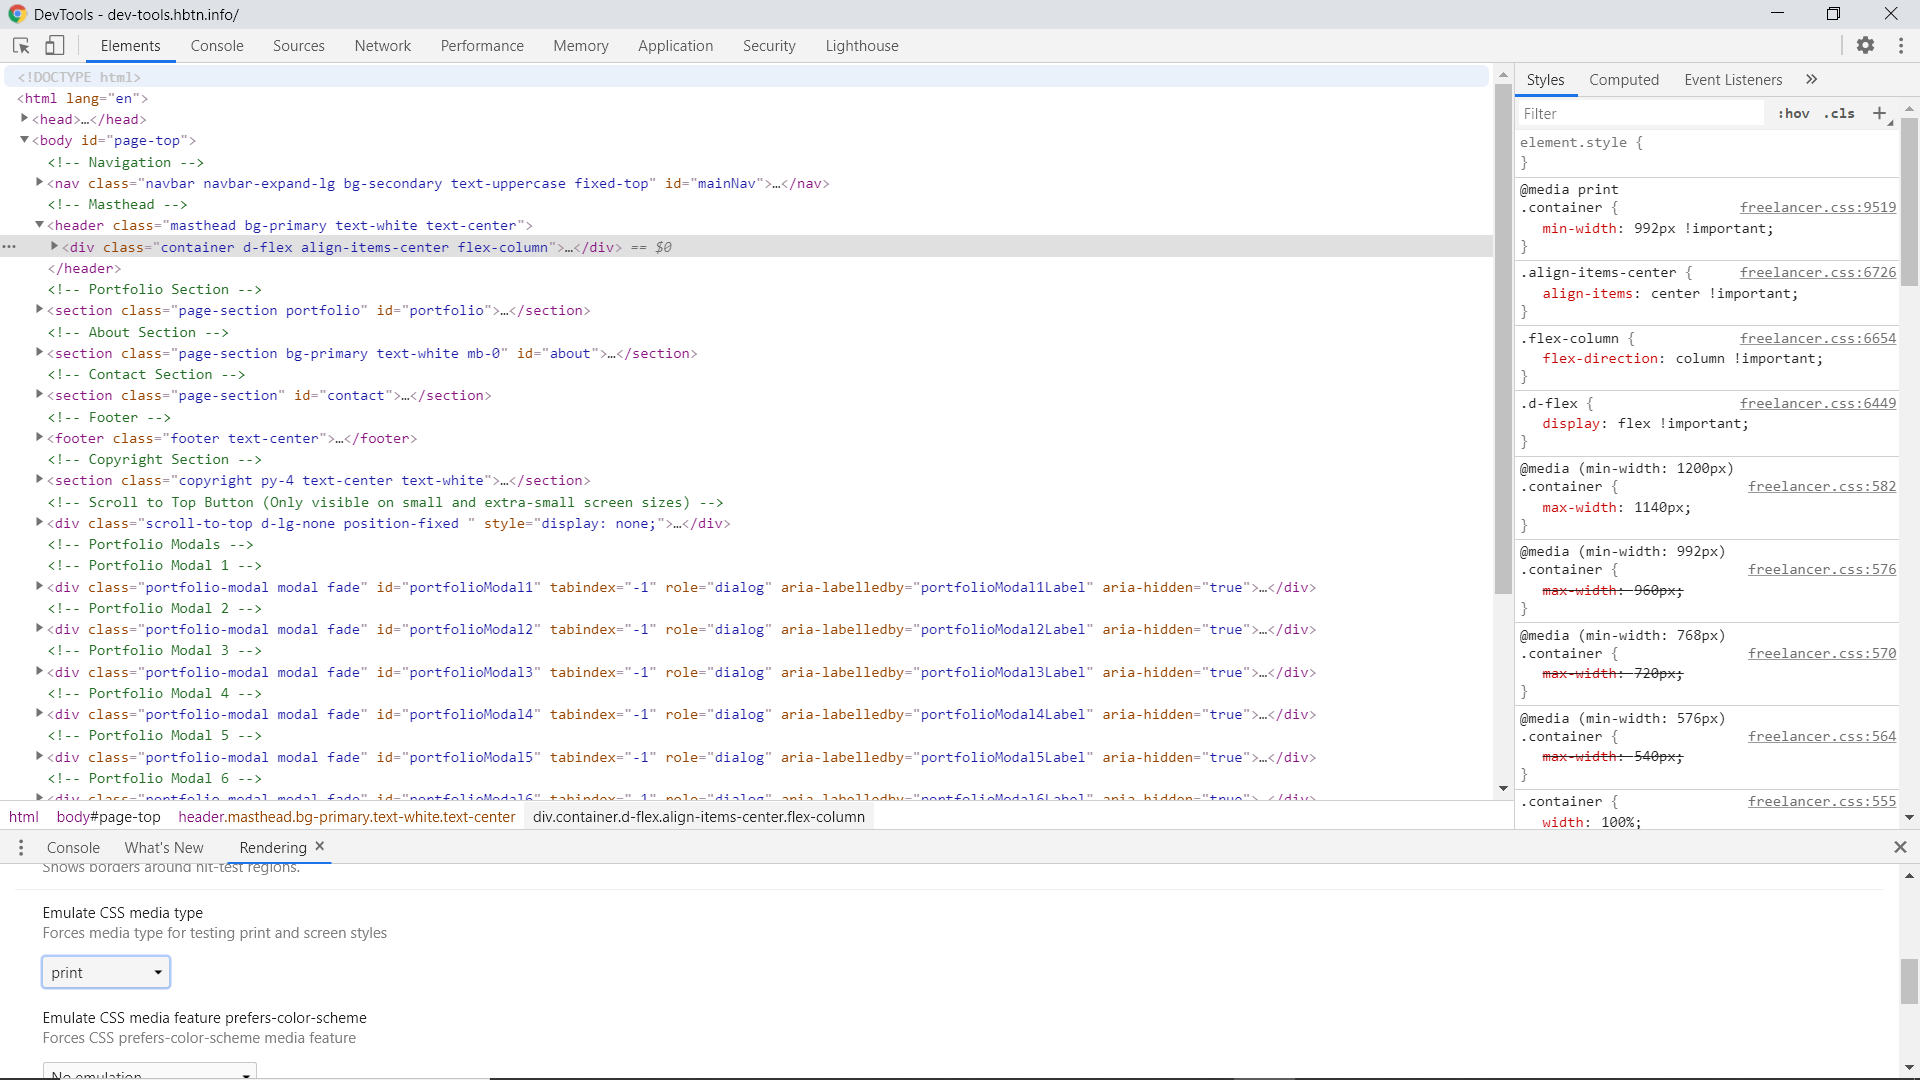 DevTools - dev-tools.hbtn.info/
Elements Console Sources Network Performance Memory Application Security Lighthouse
<!DOCTYPE html>
<html lang="en">
<head>…</head>
<body id="page-top">
<!-- Navigation -->
<nav class="navbar navbar-expand-lg bg-secondary text-uppercase fixed-top" id="mainNav">…</nav>
<!-- Masthead -->
<header class="masthead bg-primary text-white text-center">
<div class="container d-flex align-items-center flex-column">…</div> == $0
</header>
<!-- Portfolio Section -->
<section class="page-section portfolio" id="portfolio">…</section>
<!-- About Section -->
<section class="page-section bg-primary text-white mb-0" id="about">…</section>
<!-- Contact Section -->
<section class="page-section" id="contact">…</section>
<!-- Footer -->
<footer class="footer text-center">…</footer>
<!-- Copyright Section -->
<section class="copyright py-4 text-center text-white">…</section>
<!-- Scroll to Top Button (Only visible on small and extra-small screen sizes) -->
<div class="scroll-to-top d-lg-none position-fixed " style="display: none;">…</div>
<!-- Portfolio Modals -->
<!-- Portfolio Modal 1 -->
<div class="portfolio-modal modal fade" id="portfolioModal1" tabindex="-1" role="dialog" aria-labelledby="portfolioModal1Label" aria-hidden="true">…</div>
<!-- Portfolio Modal 2 -->
<div class="portfolio-modal modal fade" id="portfolioModal2" tabindex="-1" role="dialog" aria-labelledby="portfolioModal2Label" aria-hidden="true">…</div>
<!-- Portfolio Modal 3 -->
<div class="portfolio-modal modal fade" id="portfolioModal3" tabindex="-1" role="dialog" aria-labelledby="portfolioModal3Label" aria-hidden="true">…</div>
<!-- Portfolio Modal 4 -->
<div class="portfolio-modal modal fade" id="portfolioModal4" tabindex="-1" role="dialog" aria-labelledby="portfolioModal4Label" aria-hidden="true">…</div>
<!-- Portfolio Modal 5 -->
<div class="portfolio-modal modal fade" id="portfolioModal5" tabindex="-1" role="dialog" aria-labelledby="portfolioModal5Label" aria-hidden="true">…</div>
<!-- Portfolio Modal 6 -->
<div class="portfolio-modal modal fade" id="portfolioModal6" tabindex="-1" role="dialog" aria-labelledby="portfolioModal6Label" aria-hidden="true">…</div>
html body#page-top header.masthead.bg-primary.text-white.text-center div.container.d-flex.align-items-center.flex-column
Styles Computed Event Listeners »
Filter :hov .cls +
element.style {
}
@media print
.container { freelancer.css:9519
min-width: 992px !important;
}
.align-items-center { freelancer.css:6726
align-items: center !important;
}
.flex-column { freelancer.css:6654
flex-direction: column !important;
}
.d-flex { freelancer.css:6449
display: flex !important;
}
@media (min-width: 1200px)
.container { freelancer.css:582
max-width: 1140px;
}
@media (min-width: 992px)
.container { freelancer.css:576
max-width: 960px;
}
@media (min-width: 768px)
.container { freelancer.css:570
max-width: 720px;
}
@media (min-width: 576px)
.container { freelancer.css:564
max-width: 540px;
}
.container { freelancer.css:555
width: 100%;
Console What's New Rendering
Shows borders around hit-test regions.
Emulate CSS media type
Forces media type for testing print and screen styles
print
Emulate CSS media feature prefers-color-scheme
Forces CSS prefers-color-scheme media feature
No emulation